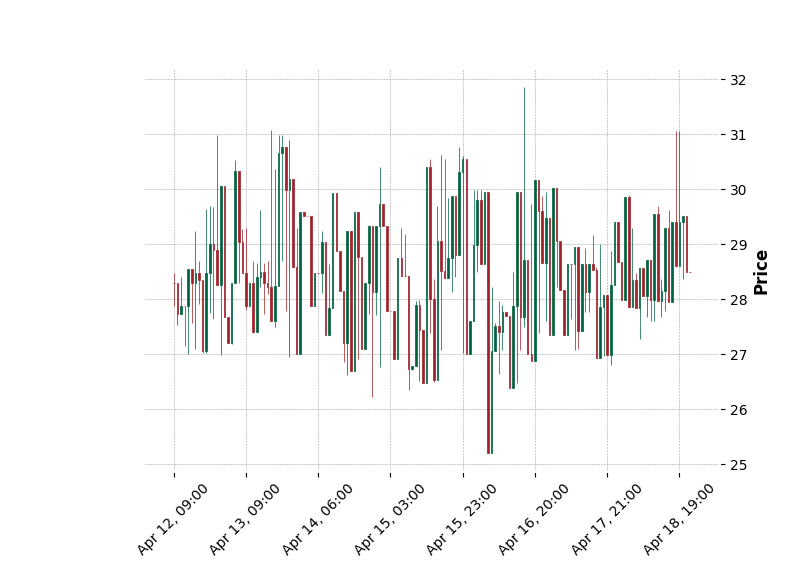 32
31
30
29
28
27
26
25
Price
Apr 12, 09:00
Apr 13, 09:00
Apr 14, 06:00
Apr 15, 03:00
Apr 15, 23:00
Apr 16, 20:00
Apr 17, 21:00
Apr 18, 19:00